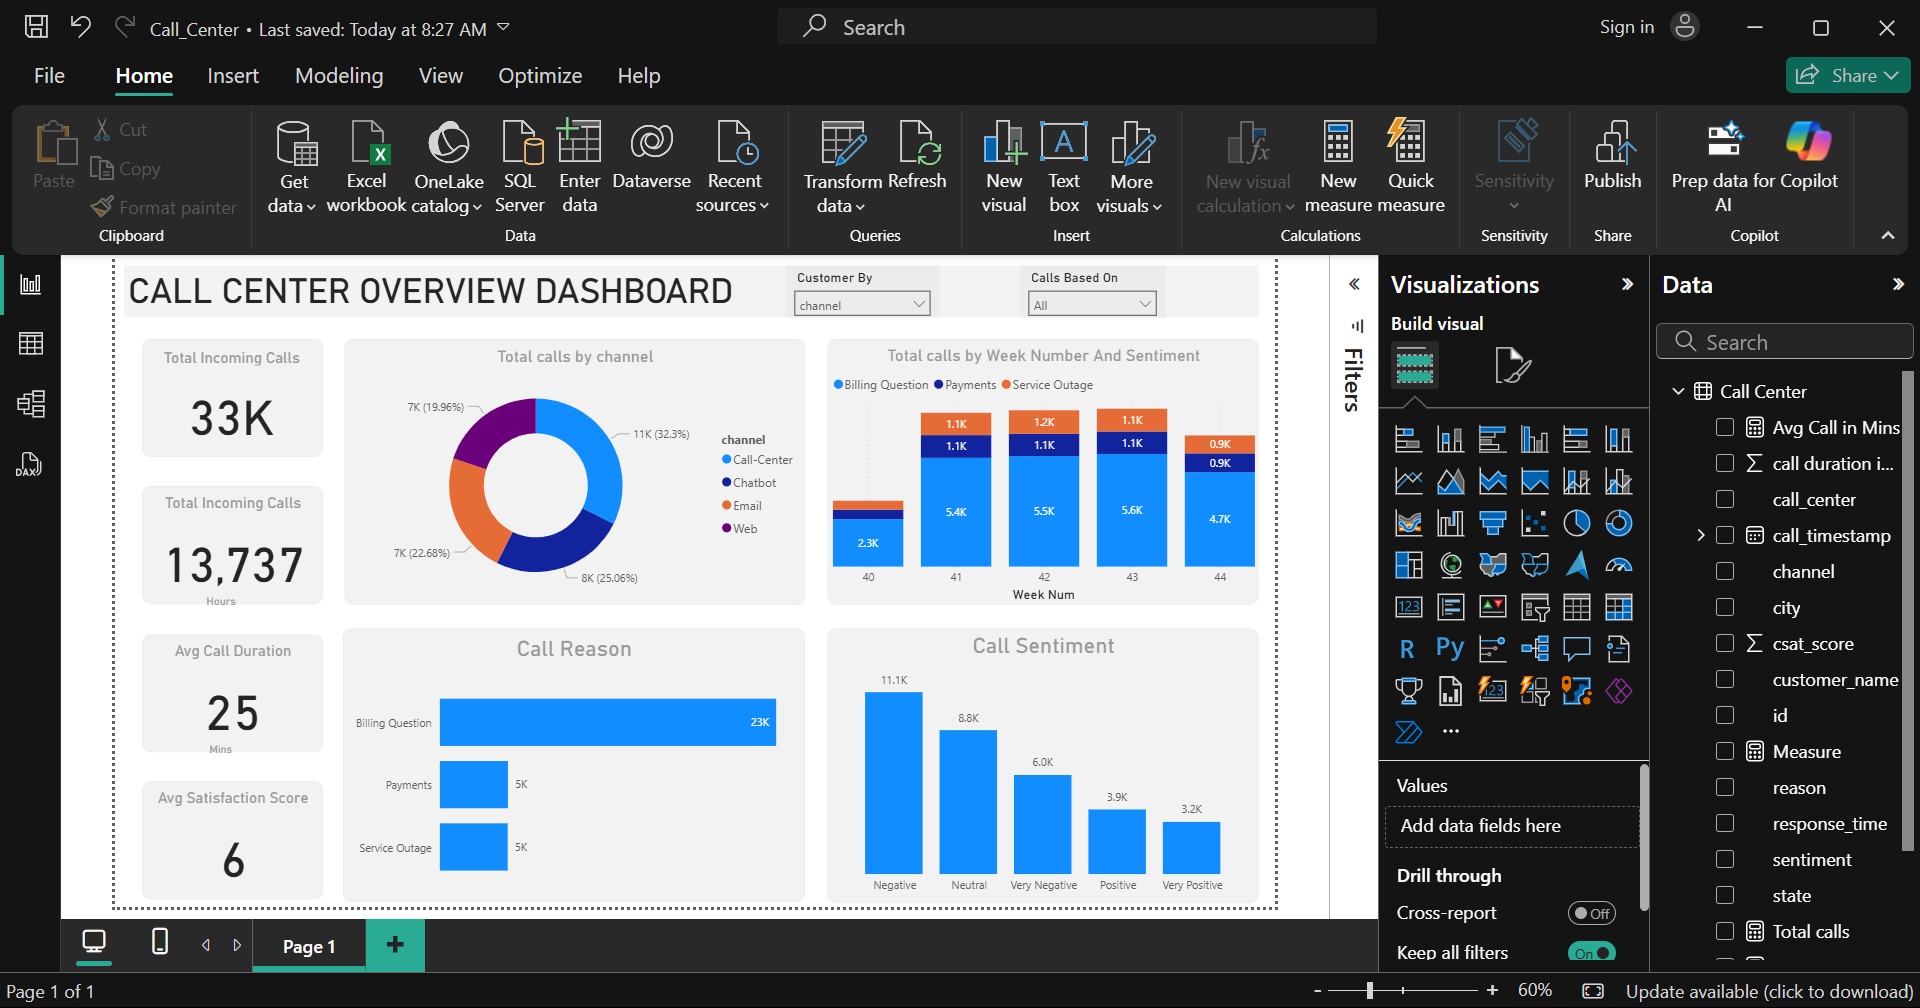 Call_Center • Last saved: Today at 8:27 AM
Search
Sign in
File
Home
Insert
Modeling
View
Optimize
Help
Share
Paste
Cut
Copy
Format painter
Clipboard
Get data
Excel workbook
OneLake catalog
SQL Server
Enter data
Dataverse
Recent sources
Data
Transform data
Refresh
Queries
New visual
Text box
More visuals
Insert
New visual calculation
New measure
Quick measure
Calculations
Sensitivity
Sensitivity
Publish
Share
Prep data for AI
Copilot
Copilot
CALL CENTER OVERVIEW DASHBOARD
Customer By
channel
Calls Based On
All
Total Incoming Calls
33K
Total Incoming Calls
13,737
Hours
Avg Call Duration
25
Mins
Avg Satisfaction Score
6
Total calls by channel
7K (19.96%)
11K (32.3%)
7K (22.68%)
8K (25.06%)
channel
Call-Center
Chatbot
Email
Web
Total calls by Week Number And Sentiment
Billing Question
Payments
Service Outage
1.1K
1.2K
1.1K
0.9K
1.1K
1.1K
1.1K
0.9K
2.3K
5.4K
5.5K
5.6K
4.7K
40
41
42
43
44
Week Num
Call Reason
Billing Question
23K
Payments
5K
Service Outage
5K
Call Sentiment
11.1K
8.8K
6.0K
3.9K
3.2K
Negative
Neutral
Very Negative
Positive
Very Positive
Filters
Visualizations
Build visual
123
R
Py
123
Values
Add data fields here
Drill through
Cross-report
Off
Keep all filters
On
Data
Search
Call Center
Avg Call in Mins
call duration i...
call_center
call_timestamp
channel
city
csat_score
customer_name
id
Measure
reason
response_time
sentiment
state
Total calls
DAX
Page 1
Page 1 of 1
60%
Update available (click to download)